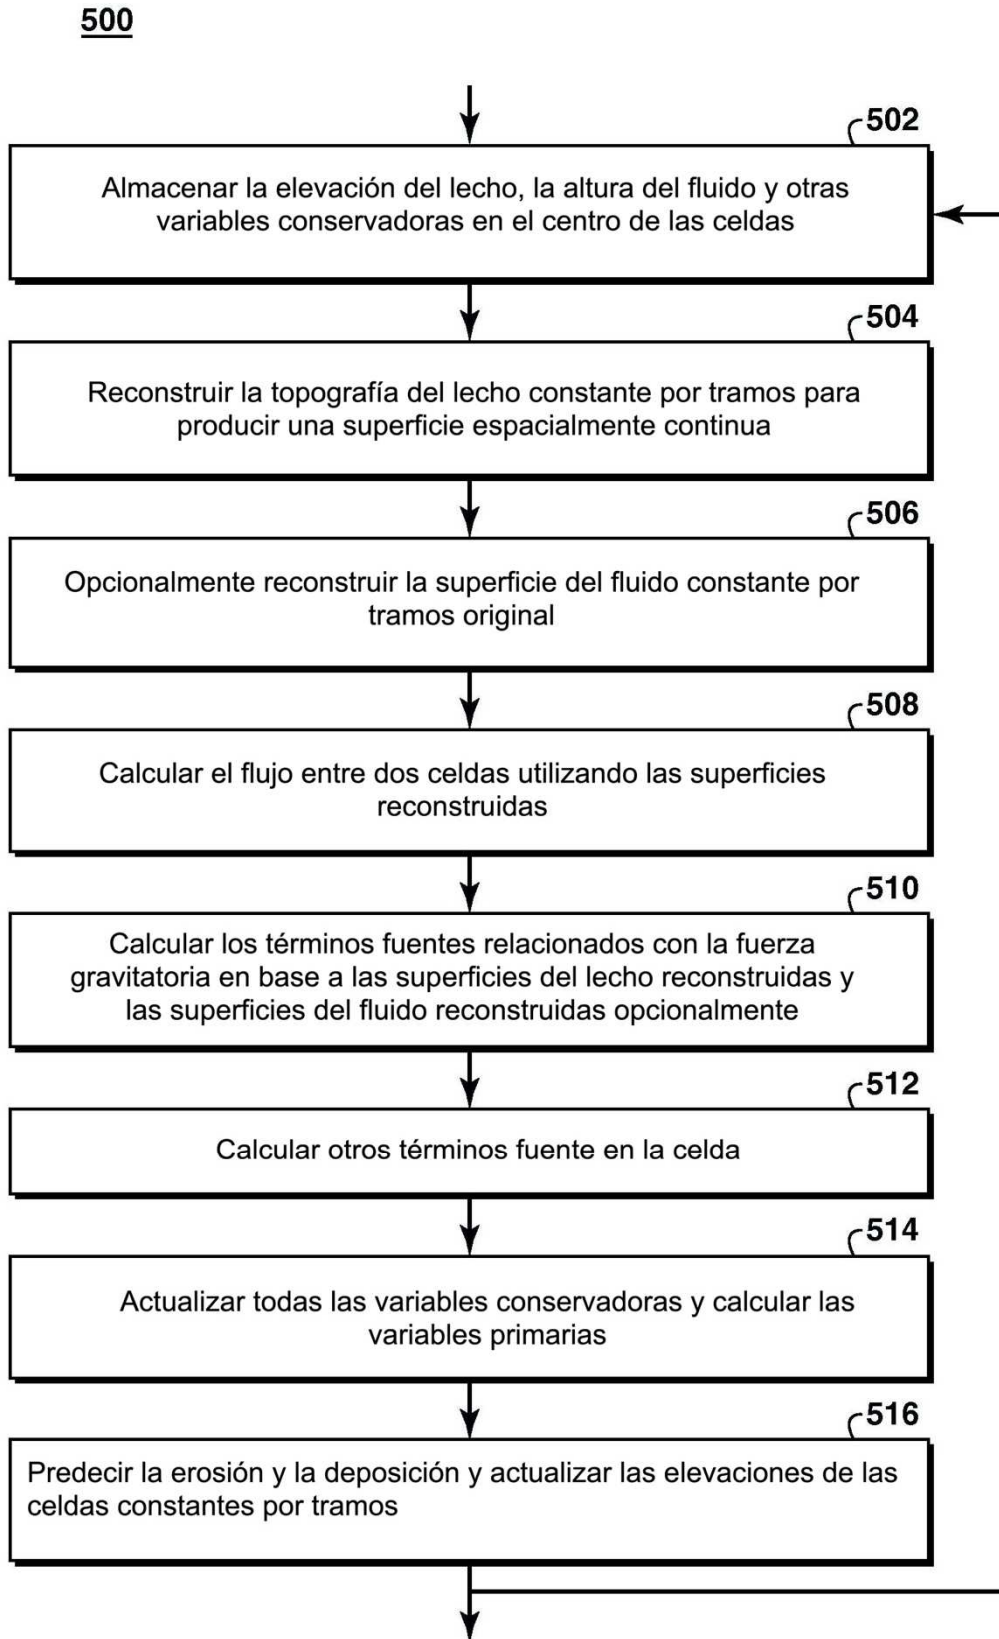 500
502
Almacenar la elevación del lecho, la altura del fluido y otras
variables conservadoras en el centro de las celdas
504
Reconstruir la topografía del lecho constante por tramos para
producir una superficie espacialmente continua
506
Opcionalmente reconstruir la superficie del fluido constante por
tramos original
508
Calcular el flujo entre dos celdas utilizando las superficies
reconstruidas
510
Calcular los términos fuentes relacionados con la fuerza
gravitatoria en base a las superficies del lecho reconstruidas y
las superficies del fluido reconstruidas opcionalmente
512
Calcular otros términos fuente en la celda
514
Actualizar todas las variables conservadoras y calcular las
variables primarias
516
Predecir la erosión y la deposición y actualizar las elevaciones de las
celdas constantes por tramos